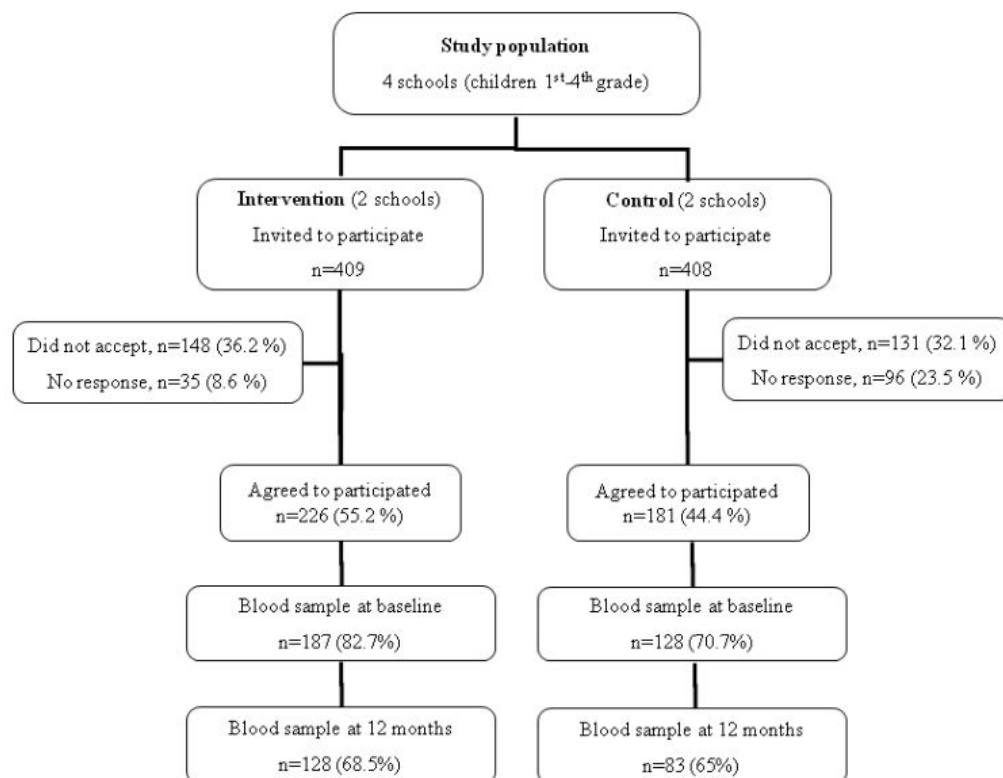 Study population
4 schools (children 1st-4th grade)
Intervention (2 schools)
Invited to participate
n=409
Control (2 schools)
Invited to participate
n=408
Did not accept, n=148 (36.2 %)
No response, n=35 (8.6 %)
Did not accept, n=131 (32.1 %)
No response, n=96 (23.5 %)
Agreed to participated
n=226 (55.2 %)
Agreed to participated
n=181 (44.4 %)
Blood sample at baseline
n=187 (82.7%)
Blood sample at baseline
n=128 (70.7%)
Blood sample at 12 months
n=128 (68.5%)
Blood sample at 12 months
n=83 (65%)